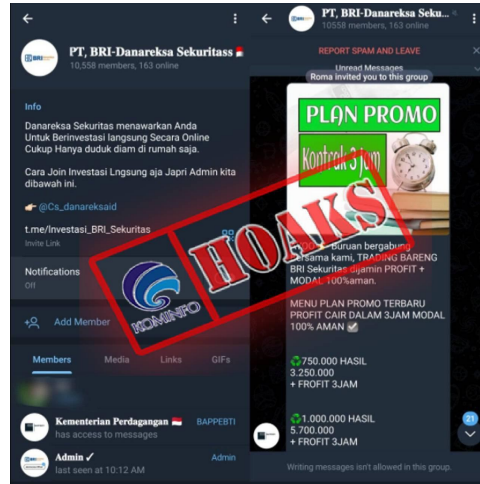 BRI
PT, BRI-Danareksa Sekuritass
10,558 members, 163 online
Info
Danareksa Sekuritas menawarkan Anda
Untuk Berinvestasi langsung Secara Online
Cukup Hanya duduk diam di rumah saja.
Cara Join Investasi Lngsung aja Japri Admin kita
dibawah ini.
@Cs_danareksaid
t.me/Investasi_BRI_Sekuritas
Invite Link
Notifications
Off
Add Member
Members Media Links GIFs
Kementerian Perdagangan BAPPEBTI
has access to messages
Admin ✓ Admin
last seen at 10:12 AM
PT, BRI-Danareksa Seku...
10558 members, 163 online
REPORT SPAM AND LEAVE
Unread Messages
Roma invited you to this group
PLAN PROMO
Kontrak 3 jam
Buruan bergabung
bersama kami, TRADING BARENG
BRI Sekuritas dijamin PROFIT +
MODAL 100%aman.
MENU PLAN PROMO TERBARU
PROFIT CAIR DALAM 3JAM MODAL
100% AMAN
750.000 HASIL
3.250.000
+ FROFIT 3JAM
1.000.000 HASIL
5.700.000
+ FROFIT 3JAM
21
Writing messages isn't allowed in this group.
KOMINFO
HOAKS